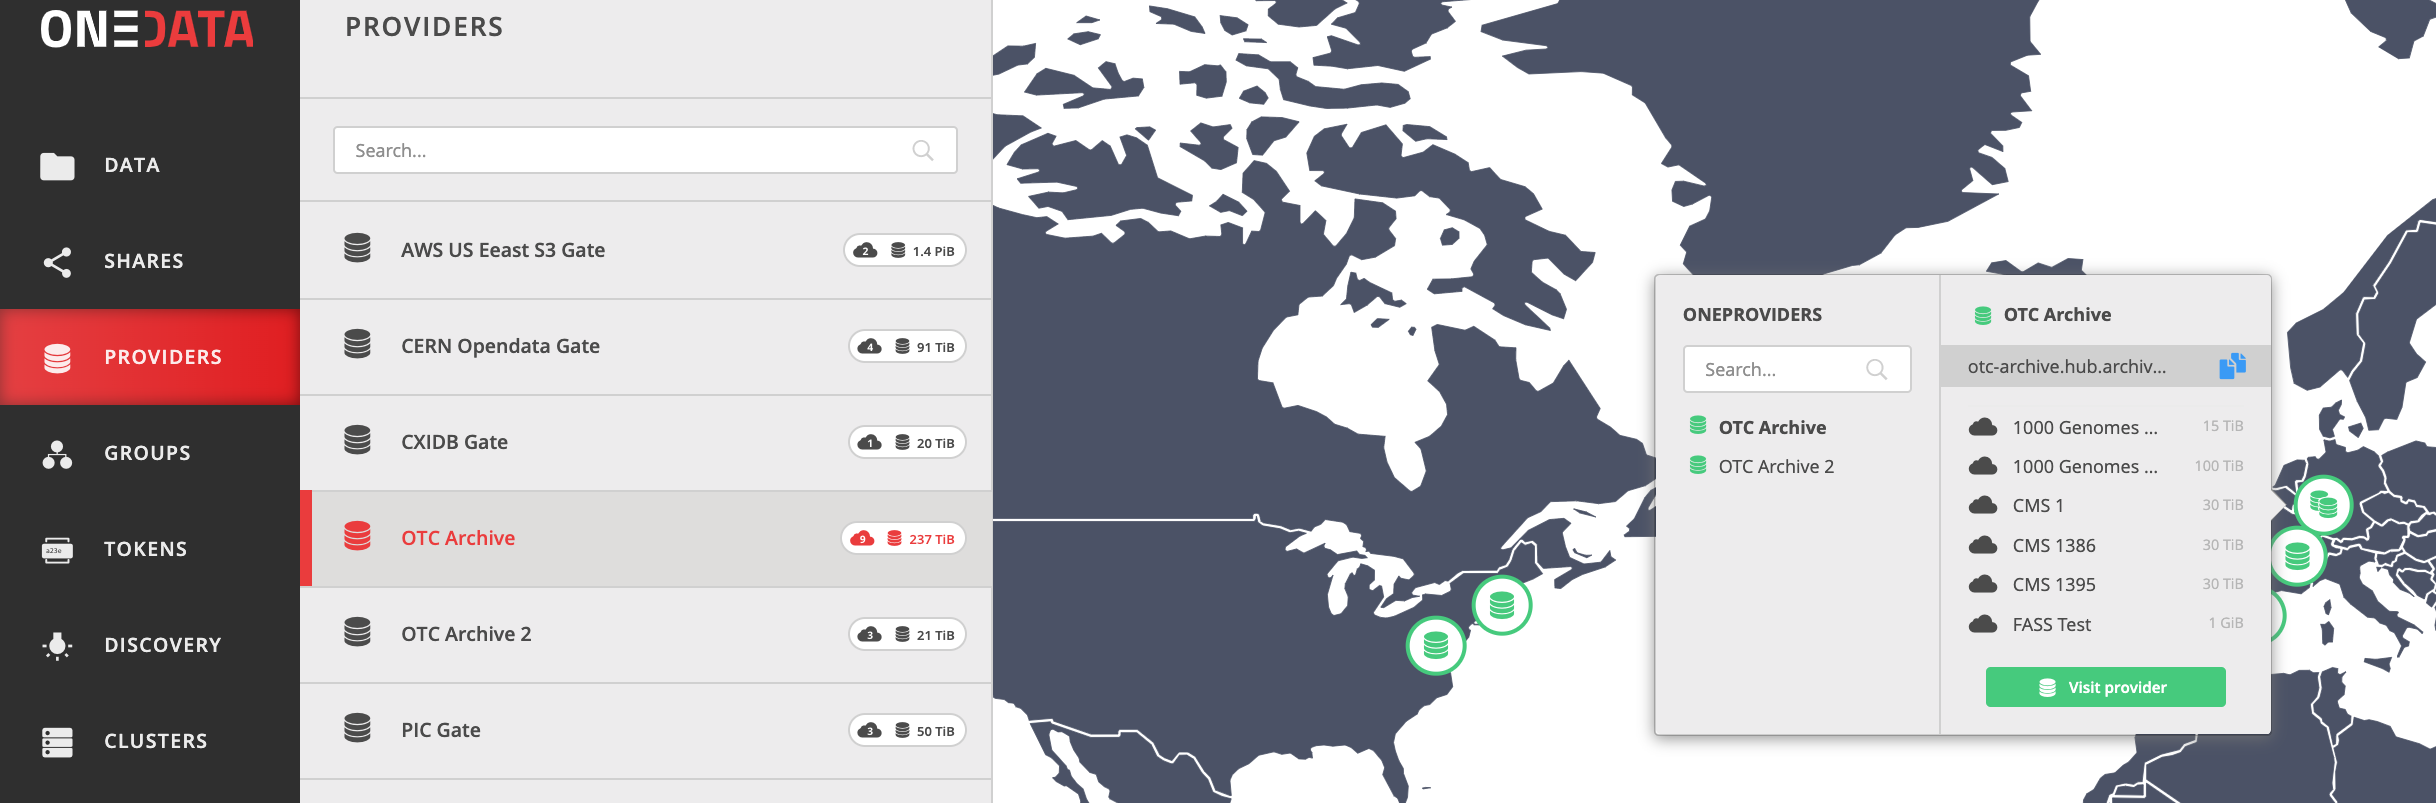 ONEDATA
DATA
SHARES
PROVIDERS
GROUPS
a23e
TOKENS
DISCOVERY
CLUSTERS
PROVIDERS
Search...
AWS US Eeast S3 Gate
2 1.4 PiB
CERN Opendata Gate
4 91 TiB
CXIDB Gate
1 20 TiB
OTC Archive
9 237 TiB
OTC Archive 2
3 21 TiB
PIC Gate
3 50 TiB
ONEPROVIDERS
Search...
OTC Archive
OTC Archive 2
OTC Archive
otc-archive.hub.archiv...
1000 Genomes ... 15 TiB
1000 Genomes ... 100 TiB
CMS 1 30 TiB
CMS 1386 30 TiB
CMS 1395 30 TiB
FASS Test 1 GiB
Visit provider